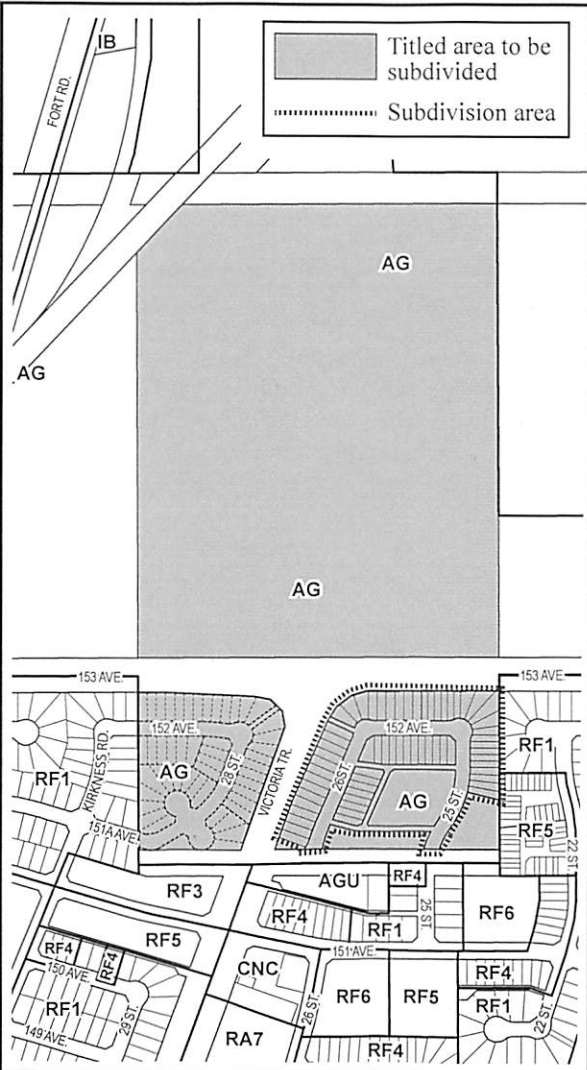 IB
FORT RD.
Titled area to be
subdivided
Subdivision area
AG
AG
AG
153 AVE.
153 AVE.
152 AVE.
152 AVE.
KIRKNESS RD.
28 ST.
VICTORIA TR.
26ST.
25 ST.
RF1
AG
AG
RF1
151A AVE.
RF5
22 ST.
RF3
AGU
RF4
RF4
RF1
25 ST.
RF6
RF5
151 AVE.
RF4
RF4
150 AVE.
CNC
RF4
RF1
29 ST.
RF6
RF5
RF1
26 ST.
22 ST.
149 AVE.
RA7
RF4